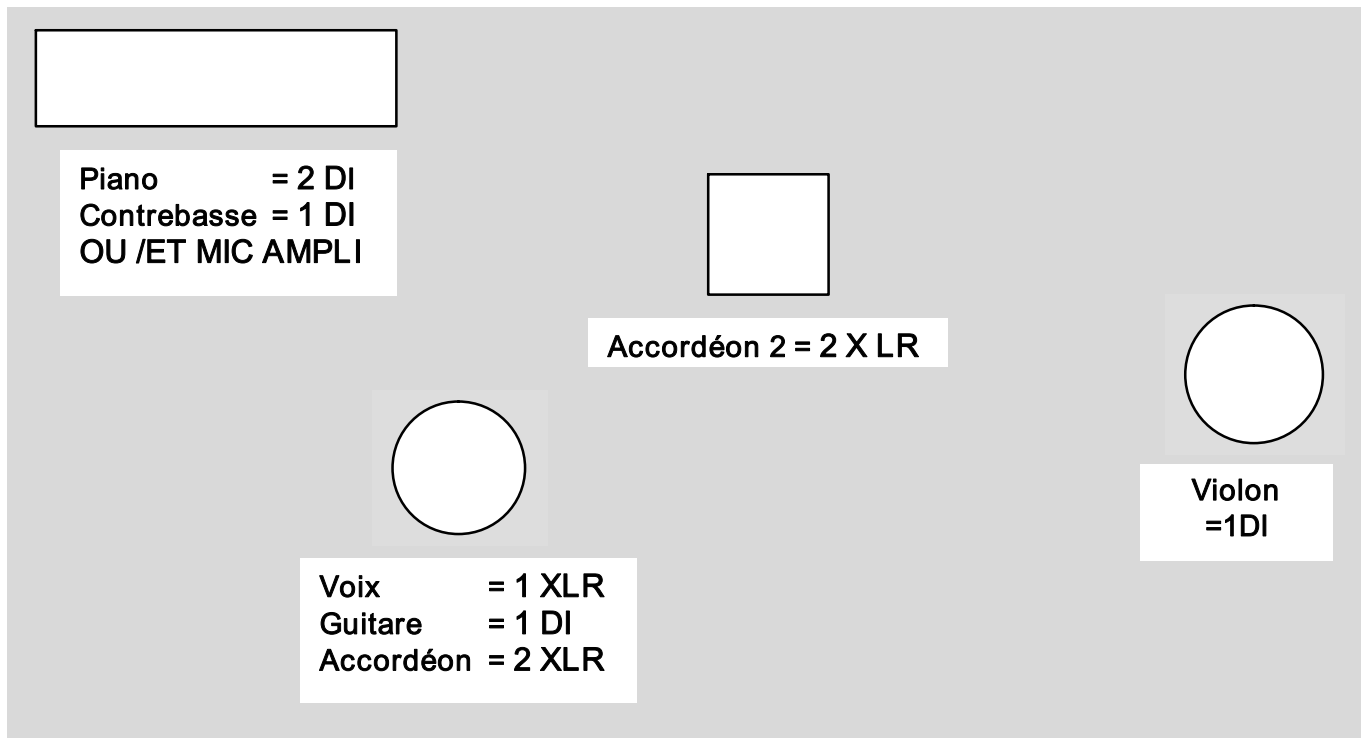 Piano = 2 DI
Contrebasse = 1 DI
OU /ET MIC AMPLI
Accordéon 2 = 2 X LR
Violon
=1DI
Voix = 1 XLR
Guitare = 1 DI
Accordéon = 2 XLR